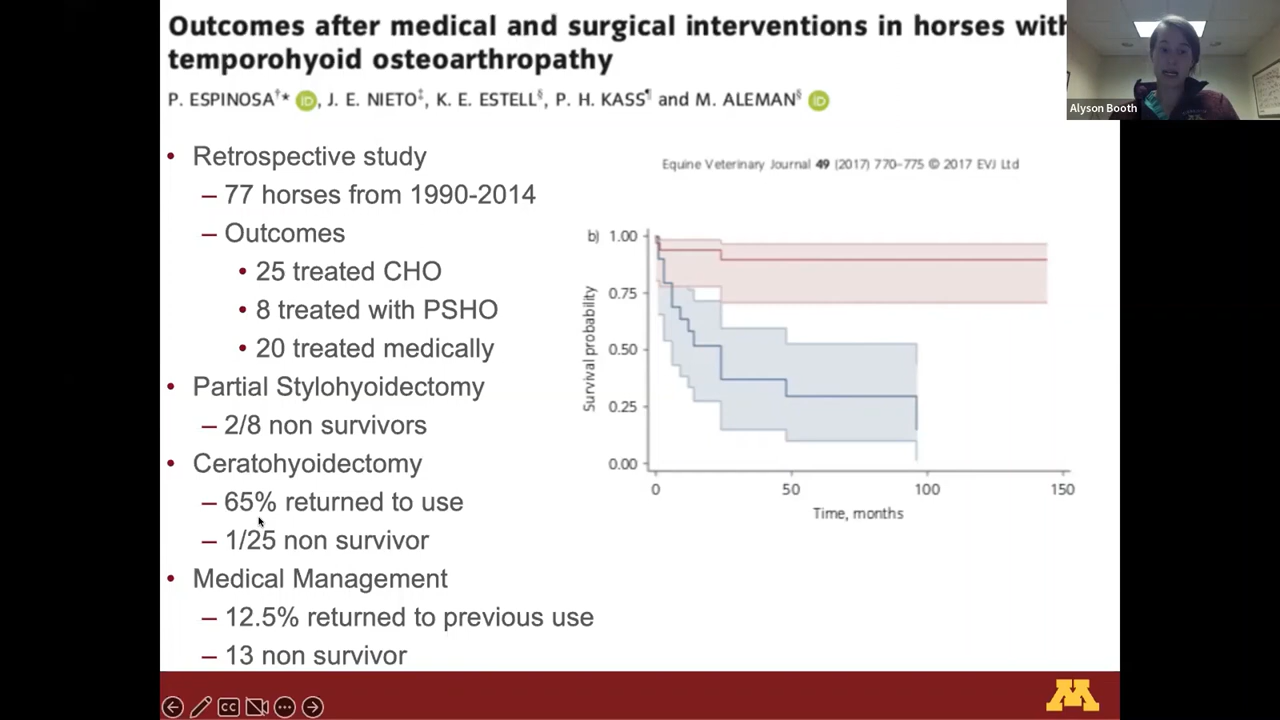 Outcomes after medical and surgical interventions in horses with
temporohyoid osteoarthropathy
P. ESPINOSA†* iD, J. E. NIETO‡, K. E. ESTELL§, P. H. KASS¶ and M. ALEMAN§ iD
Alyson Booth
• Retrospective study
– 77 horses from 1990-2014
– Outcomes
• 25 treated CHO
• 8 treated with PSHO
• 20 treated medically
• Partial Stylohyoidectomy
– 2/8 non survivors
• Ceratohyoidectomy
– 65% returned to use
– 1/25 non survivor
• Medical Management
– 12.5% returned to previous use
– 13 non survivor
Equine Veterinary Journal 49 (2017) 770–775 © 2017 EVJ Ltd
b)
1.00
0.75
0.50
0.25
0.00
Survival probability
0 50 100 150
Time, months
CC
M